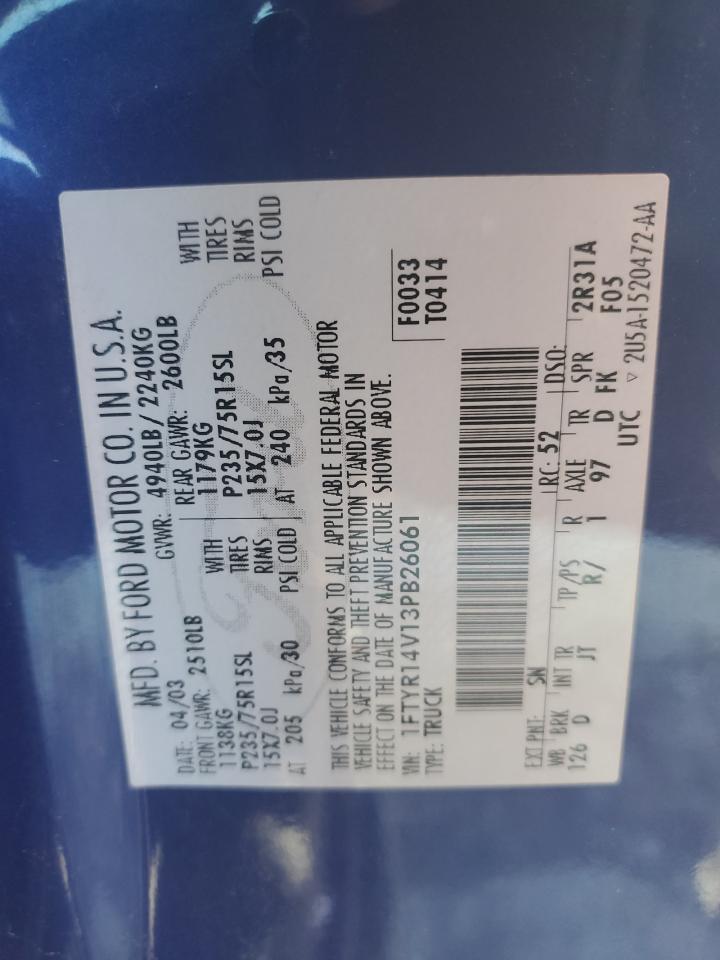 MFD. BY FORD MOTOR CO. IN U.S.A.
DATE: 04/03 GVWR: 4940LB/ 2240KG
FRONT GAWR: 2510LB REAR GAWR: 2600LB
1138KG WITH 1179KG WITH
P235/75R15SL TIRES P235/75R15SL TIRES
15X7.0J RIMS 15X7.0J RIMS
AT 205 kPa/30 PSI COLD AT 240 kPa/35 PSI COLD
THIS VEHICLE CONFORMS TO ALL APPLICABLE FEDERAL MOTOR
VEHICLE SAFETY AND THEFT PREVENTION STANDARDS IN
EFFECT ON THE DATE OF MANUFACTURE SHOWN ABOVE.
VIN: 1FTYR14V13PB26061 F0033
TYPE: TRUCK T0414
EXT PNT: SN RC: 52 DSO:
WB BRK INT TR TP/PS R AXLE TR SPR 2R31A
126 D JT R/ 1 97 D FK F05
UTC ▽ 2U5A-1520472-AA